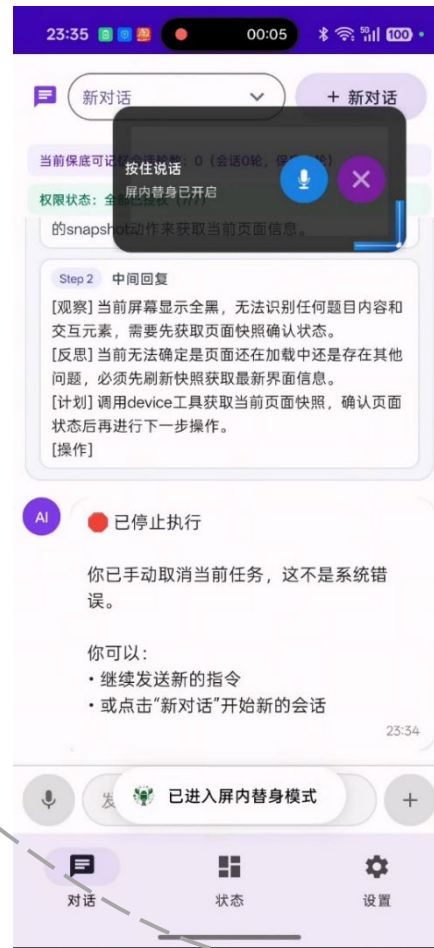 23:35
00:05
5G
100
新对话
+ 新对话
按住说话
屏内替身已开启
当前保底可记
权限状态：全
的snapshot动作来获取当前页面信息。
Step 2 中间回复
[观察] 当前屏幕显示全黑，无法识别任何题目内容和
交互元素，需要先获取页面快照确认状态。
[反思] 当前无法确定是页面还在加载中还是存在其他
问题，必须先刷新快照获取最新界面信息。
[计划] 调用device工具获取当前页面快照，确认页面
状态后再进行下一步操作。
[操作]
AI
已停止执行
你已手动取消当前任务，这不是系统错
误。
你可以：
• 继续发送新的指令
• 或点击“新对话”开始新的会话
23:34
发
已进入屏内替身模式
+
对话
状态
设置